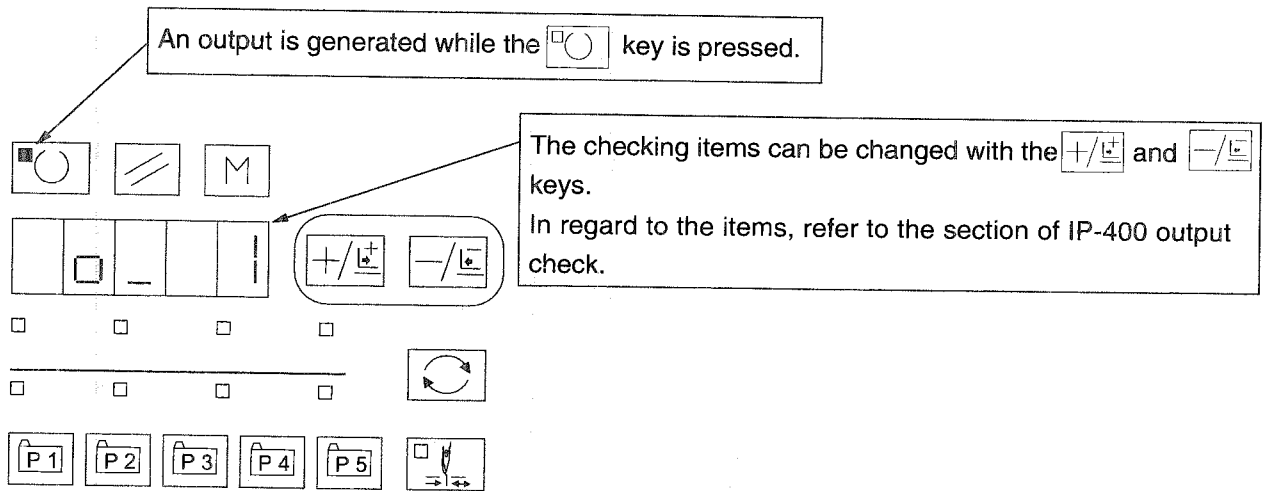 An output is generated while the key is pressed.
The checking items can be changed with the +/ and −/
keys.
In regard to the items, refer to the section of IP-400 output
check.
M
o_ 1
+/ −/
P1 P2 P3 P4 P5